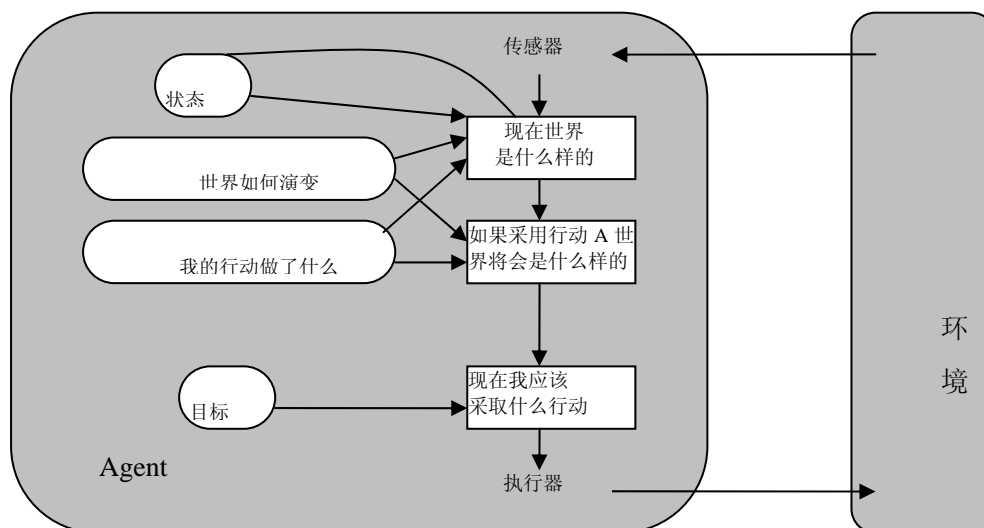 传感器
状态
现在世界
是什么样的
世界如何演变
如果采用行动 A 世
界将会是什么样的
我的行动做了什么
环
境
现在我应该
采取什么行动
目标
Agent
执行器